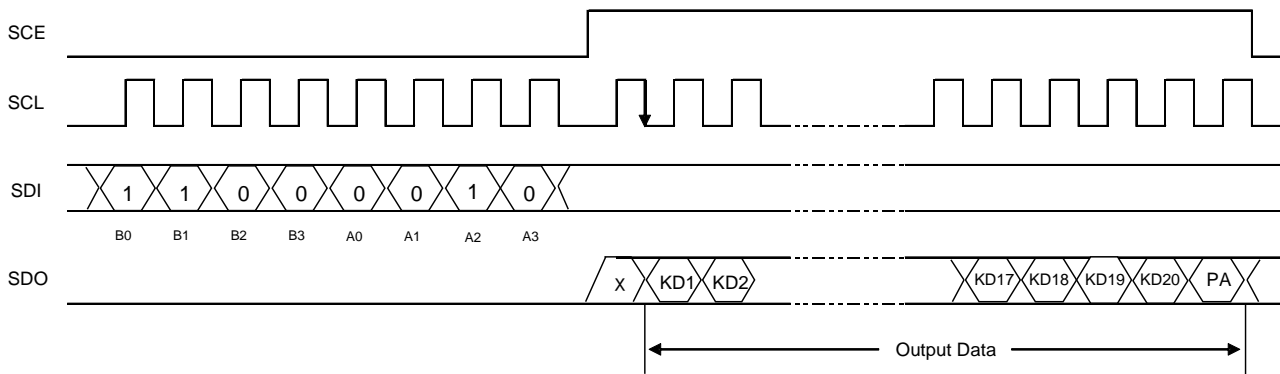 SCE
SCL
SDI 1 1 0 0 0 0 1 0
B0 B1 B2 B3 A0 A1 A2 A3
SDO X KD1 KD2 KD17 KD18 KD19 KD20 PA
Output Data